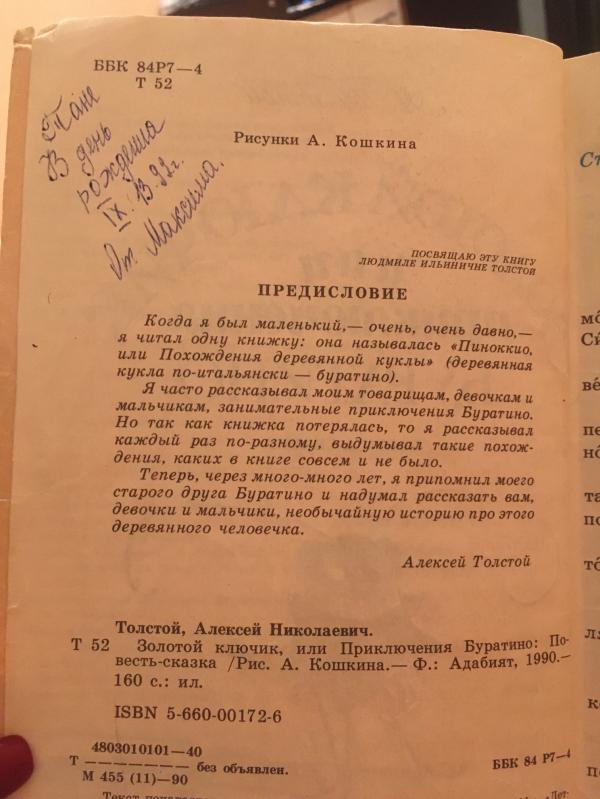 ББК 84Р7—4
Т 52
Тане
В день
рождения
IX. 13 92г.
От Максима.
Рисунки А. Кошкина
ПОСВЯЩАЮ ЭТУ КНИГУ
ЛЮДМИЛЕ ИЛЬИНИЧНЕ ТОЛСТОЙ
ПРЕДИСЛОВИЕ
Когда я был маленький,— очень, очень давно,—
я читал одну книжку: она называлась «Пиноккио,
или Похождения деревянной куклы» (деревянная
кукла по-итальянски — буратино).
Я часто рассказывал моим товарищам, девочкам и
мальчикам, занимательные приключения Буратино.
Но так как книжка потерялась, то я рассказывал
каждый раз по-разному, выдумывал такие похож-
дения, каких в книге совсем и не было.
Теперь, через много-много лет, я припомнил моего
старого друга Буратино и надумал рассказать вам,
девочки и мальчики, необычайную историю про этого
деревянного человечка.
Алексей Толстой
Толстой, Алексей Николаевич.
Т 52 Золотой ключик, или Приключения Буратино: По-
весть-сказка /Рис. А. Кошкина.— Ф.: Адабият, 1990.—
160 с.: ил.
ISBN 5-660-00172-6
4803010101—40
Т — — — — — — — без объявлен.
М 455 (11)—90
ББК 84 Р7—4